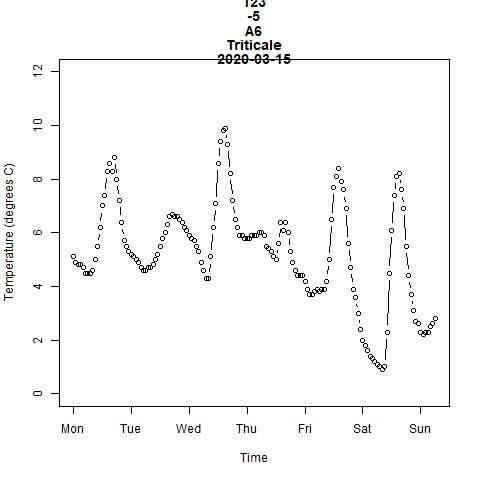 123
-5
A6
Triticale
2020-03-15
12
10
8
6
4
2
0
Temperature (degrees C)
Mon Tue Wed Thu Fri Sat Sun
Time